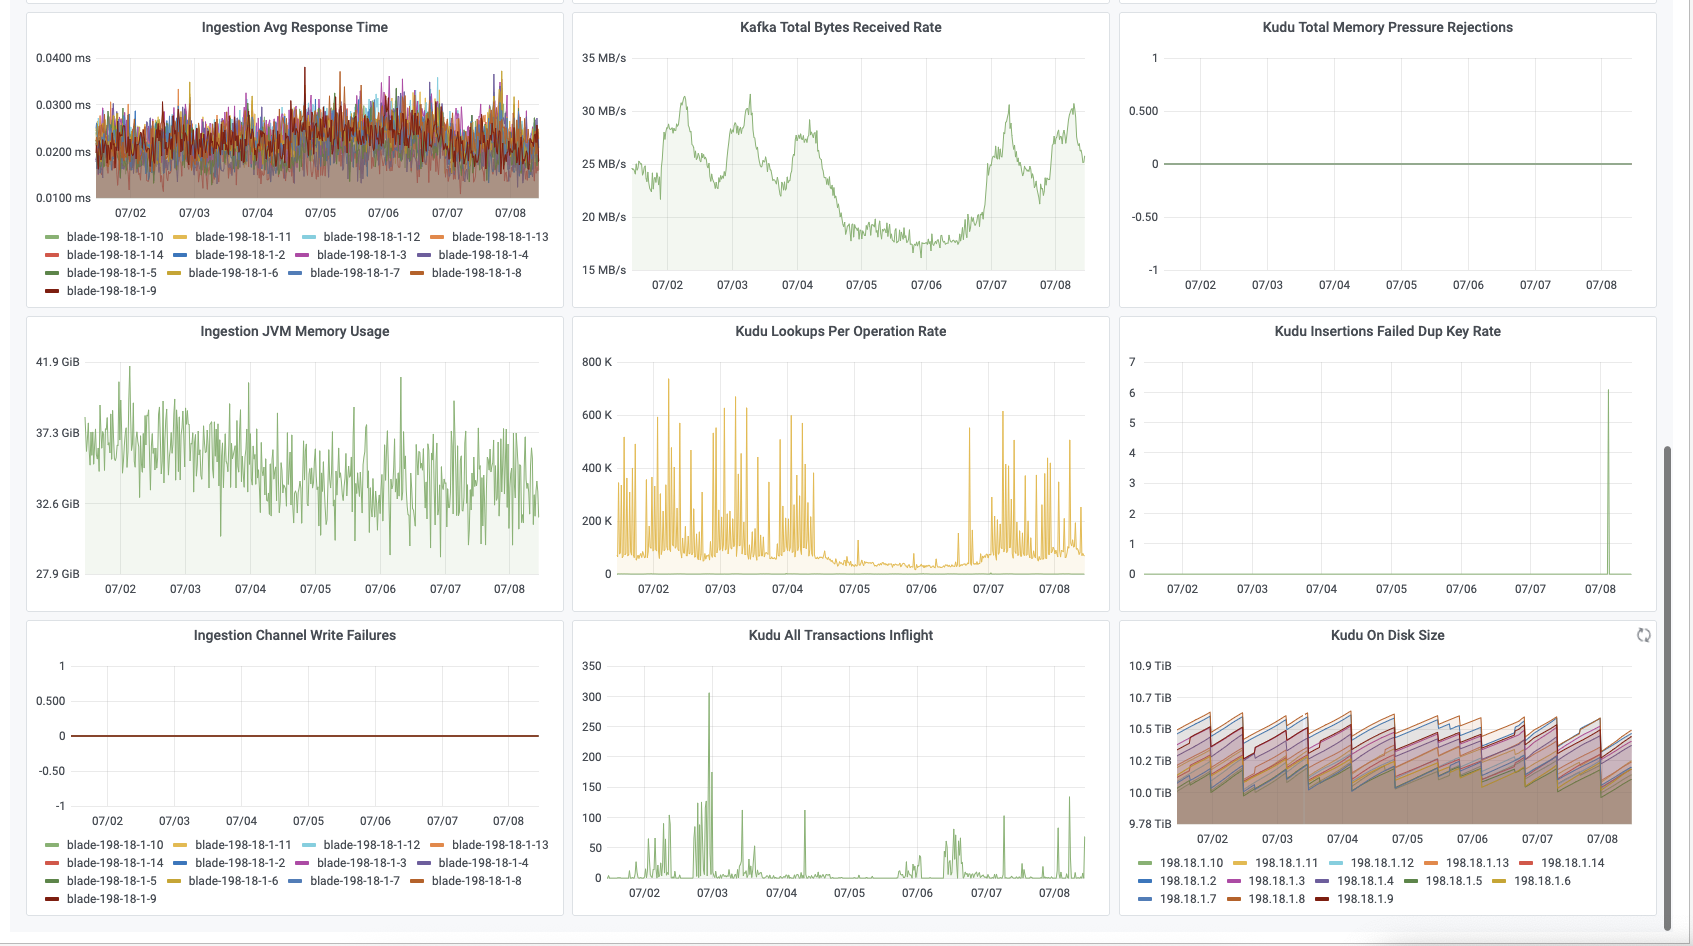 Ingestion Avg Response Time
0.0400 ms
0.0300 ms
0.0200 ms
0.0100 ms
07/02 07/03 07/04 07/05 07/06 07/07 07/08
blade-198-18-1-10 blade-198-18-1-11 blade-198-18-1-12 blade-198-18-1-13
blade-198-18-1-14 blade-198-18-1-2 blade-198-18-1-3 blade-198-18-1-4
blade-198-18-1-5 blade-198-18-1-6 blade-198-18-1-7 blade-198-18-1-8
blade-198-18-1-9
Kafka Total Bytes Received Rate
35 MB/s
30 MB/s
25 MB/s
20 MB/s
15 MB/s
07/02 07/03 07/04 07/05 07/06 07/07 07/08
Kudu Total Memory Pressure Rejections
1
0.500
0
-0.50
-1
07/02 07/03 07/04 07/05 07/06 07/07 07/08
Ingestion JVM Memory Usage
41.9 GiB
37.3 GiB
32.6 GiB
27.9 GiB
07/02 07/03 07/04 07/05 07/06 07/07 07/08
Kudu Lookups Per Operation Rate
800 K
600 K
400 K
200 K
0
07/02 07/03 07/04 07/05 07/06 07/07 07/08
Kudu Insertions Failed Dup Key Rate
7
6
5
4
3
2
1
0
07/02 07/03 07/04 07/05 07/06 07/07 07/08
Ingestion Channel Write Failures
1
0.500
0
-0.50
-1
07/02 07/03 07/04 07/05 07/06 07/07 07/08
blade-198-18-1-10 blade-198-18-1-11 blade-198-18-1-12 blade-198-18-1-13
blade-198-18-1-14 blade-198-18-1-2 blade-198-18-1-3 blade-198-18-1-4
blade-198-18-1-5 blade-198-18-1-6 blade-198-18-1-7 blade-198-18-1-8
blade-198-18-1-9
Kudu All Transactions Inflight
350
300
250
200
150
100
50
0
07/02 07/03 07/04 07/05 07/06 07/07 07/08
Kudu On Disk Size
10.9 TiB
10.7 TiB
10.5 TiB
10.2 TiB
10.0 TiB
9.78 TiB
07/02 07/03 07/04 07/05 07/06 07/07 07/08
198.18.1.10 198.18.1.11 198.18.1.12 198.18.1.13 198.18.1.14
198.18.1.2 198.18.1.3 198.18.1.4 198.18.1.5 198.18.1.6
198.18.1.7 198.18.1.8 198.18.1.9